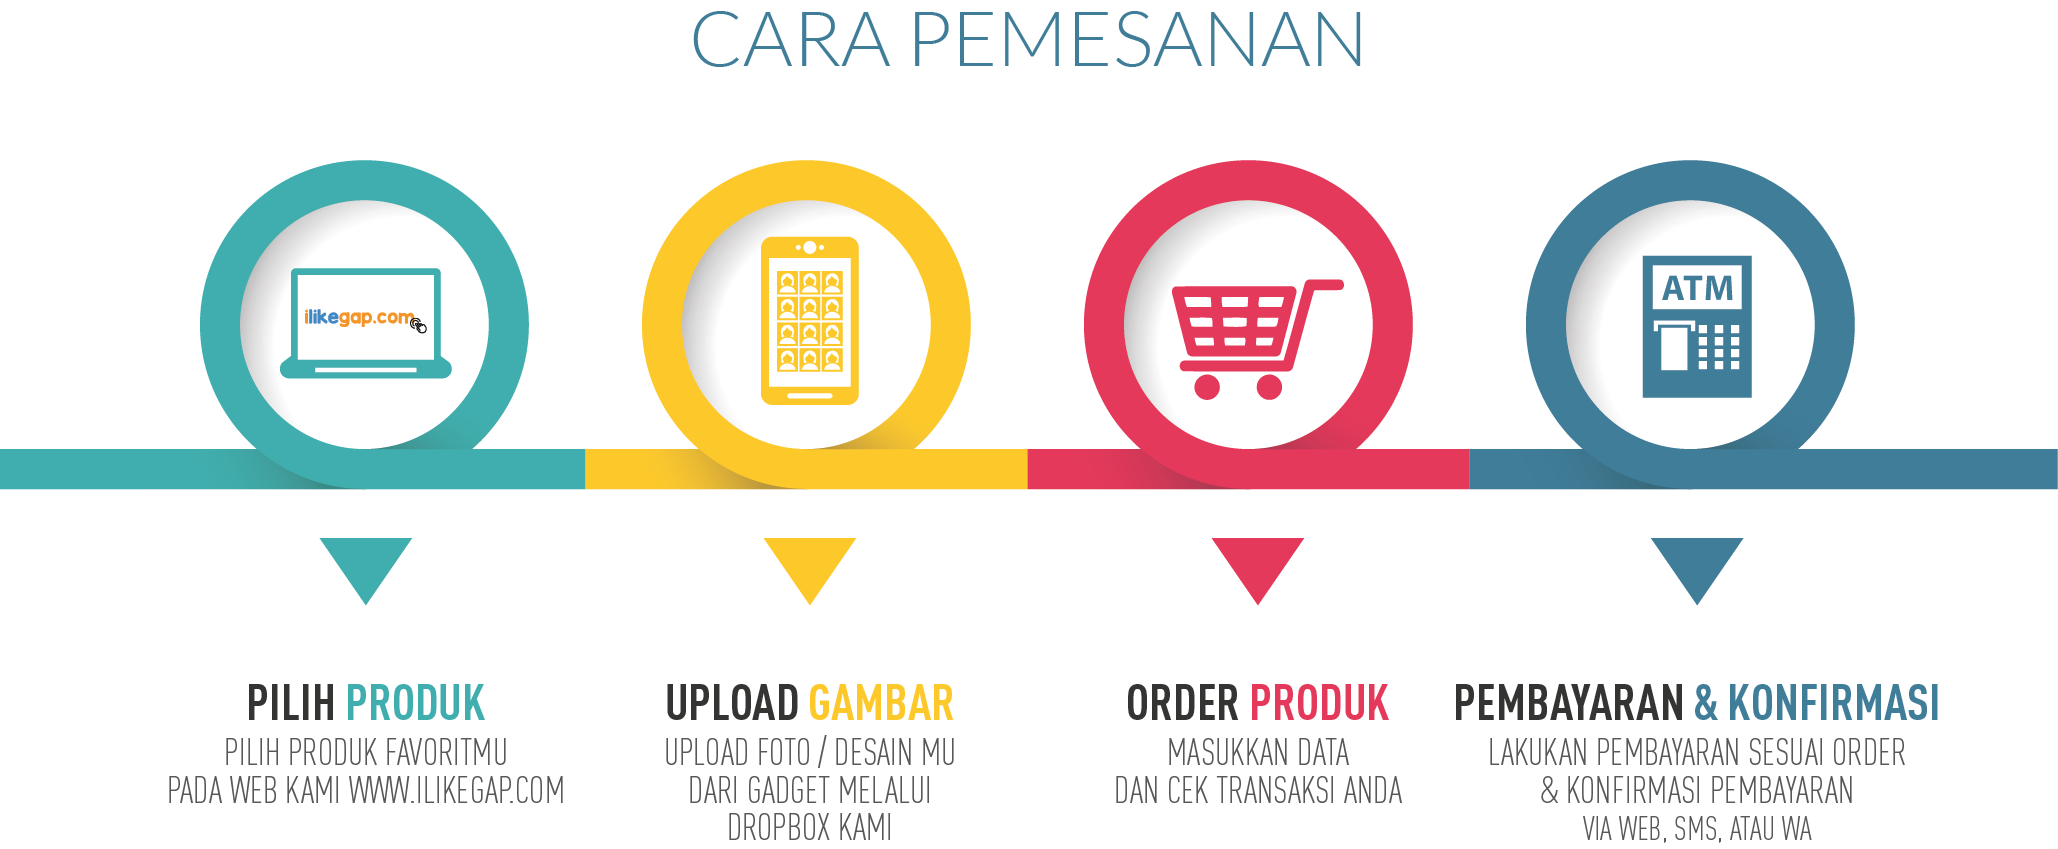 CARA PEMESANAN
ilikegap.com
ATM
PILIH PRODUK
PILIH PRODUK FAVORITMU
PADA WEB KAMI WWW.ILIKEGAP.COM
UPLOAD GAMBAR
UPLOAD FOTO / DESAIN MU
DARI GADGET MELALUI
DROPBOX KAMI
ORDER PRODUK
MASUKKAN DATA
DAN CEK TRANSAKSI ANDA
PEMBAYARAN & KONFIRMASI
LAKUKAN PEMBAYARAN SESUAI ORDER
& KONFIRMASI PEMBAYARAN
VIA WEB, SMS, ATAU WA